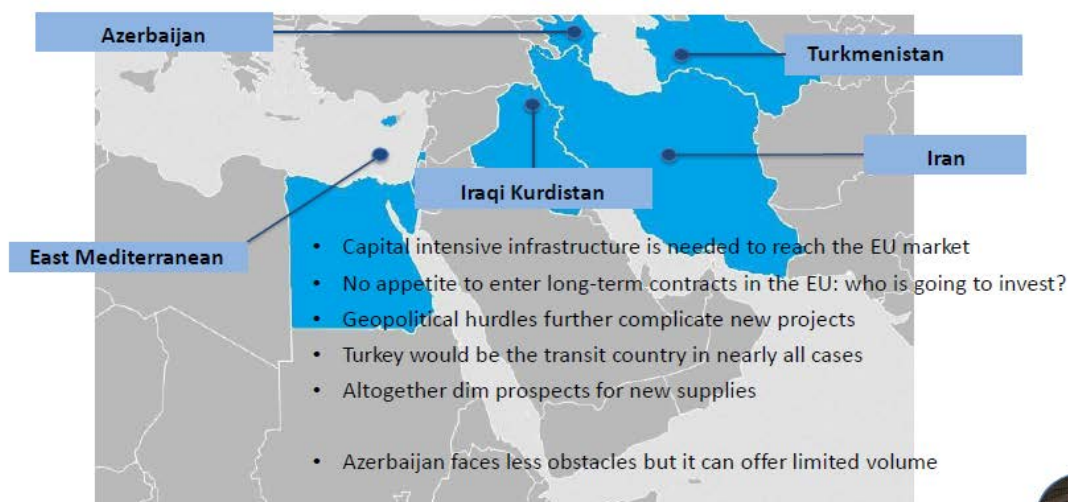 Azerbaijan
Turkmenistan
Iran
Iraqi Kurdistan
East Mediterranean
• Capital intensive infrastructure is needed to reach the EU market
• No appetite to enter long-term contracts in the EU: who is going to invest?
• Geopolitical hurdles further complicate new projects
• Turkey would be the transit country in nearly all cases
• Altogether dim prospects for new supplies
• Azerbaijan faces less obstacles but it can offer limited volume